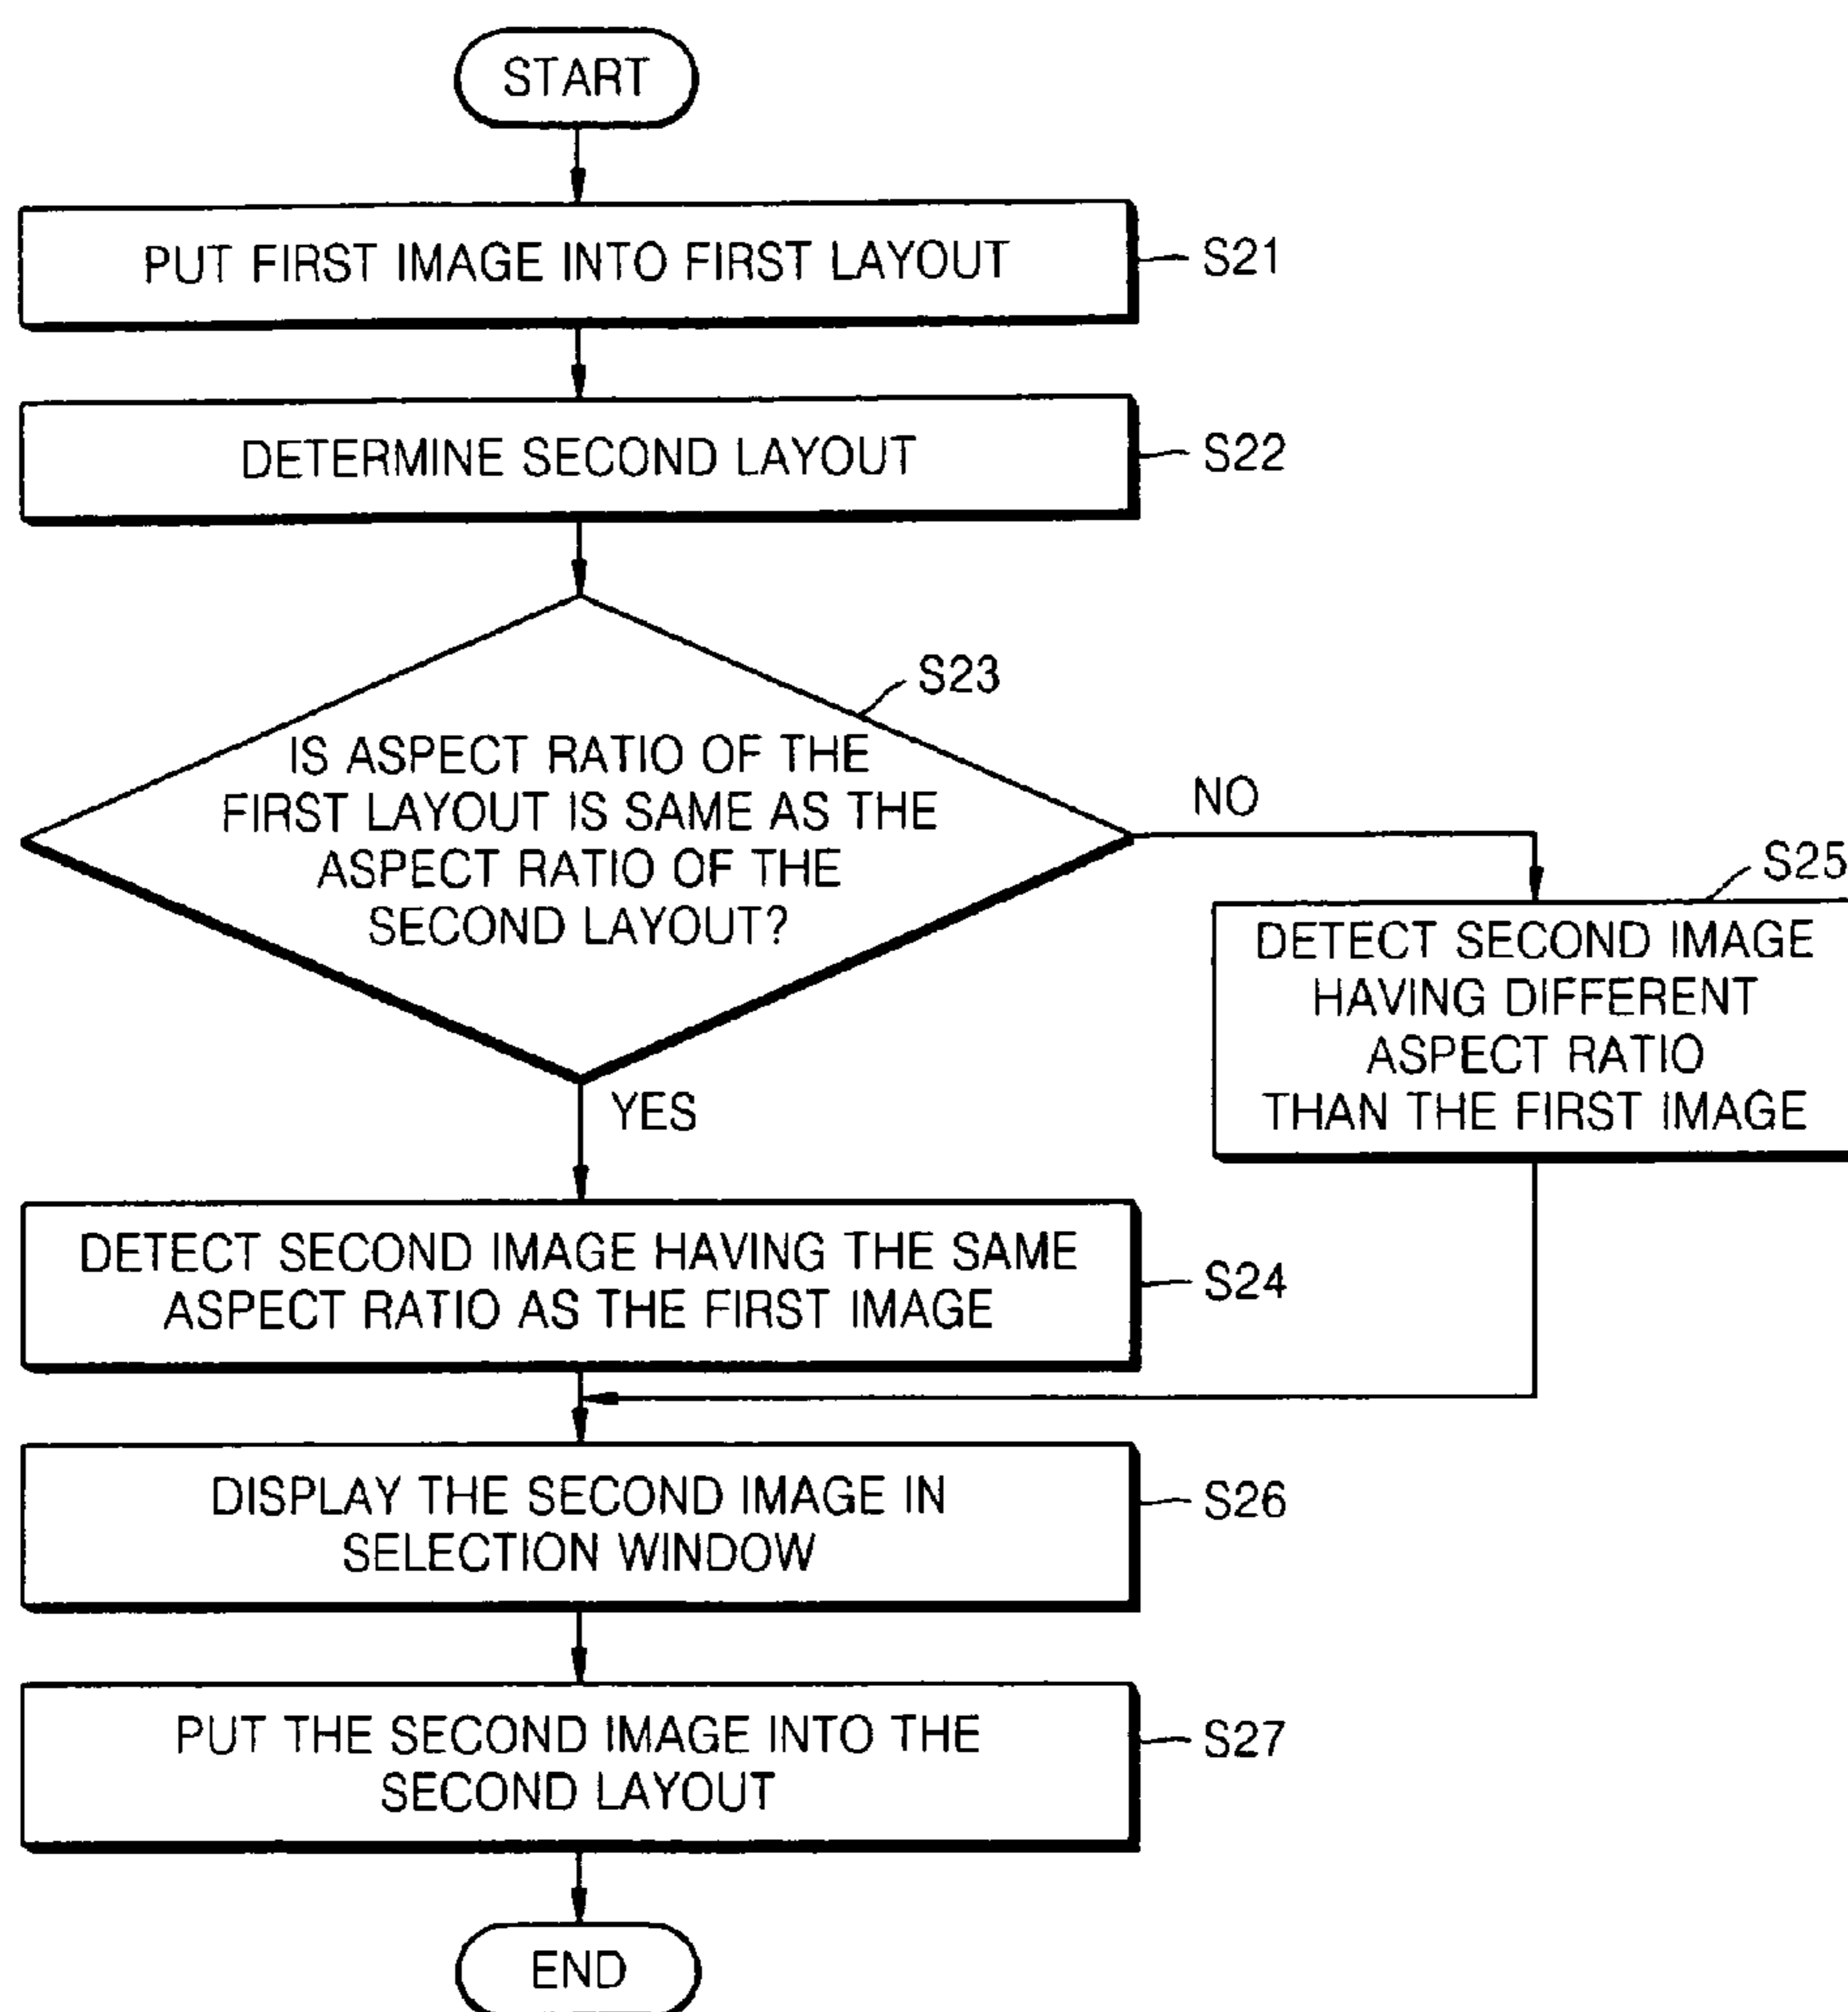 START
PUT FIRST IMAGE INTO FIRST LAYOUT
S21
DETERMINE SECOND LAYOUT
S22
S23
IS ASPECT RATIO OF THE
FIRST LAYOUT IS SAME AS THE
ASPECT RATIO OF THE
SECOND LAYOUT?
NO
S25
DETECT SECOND IMAGE
HAVING DIFFERENT
ASPECT RATIO
THAN THE FIRST IMAGE
YES
DETECT SECOND IMAGE HAVING THE SAME
ASPECT RATIO AS THE FIRST IMAGE
S24
DISPLAY THE SECOND IMAGE IN
SELECTION WINDOW
S26
PUT THE SECOND IMAGE INTO THE
SECOND LAYOUT
S27
END